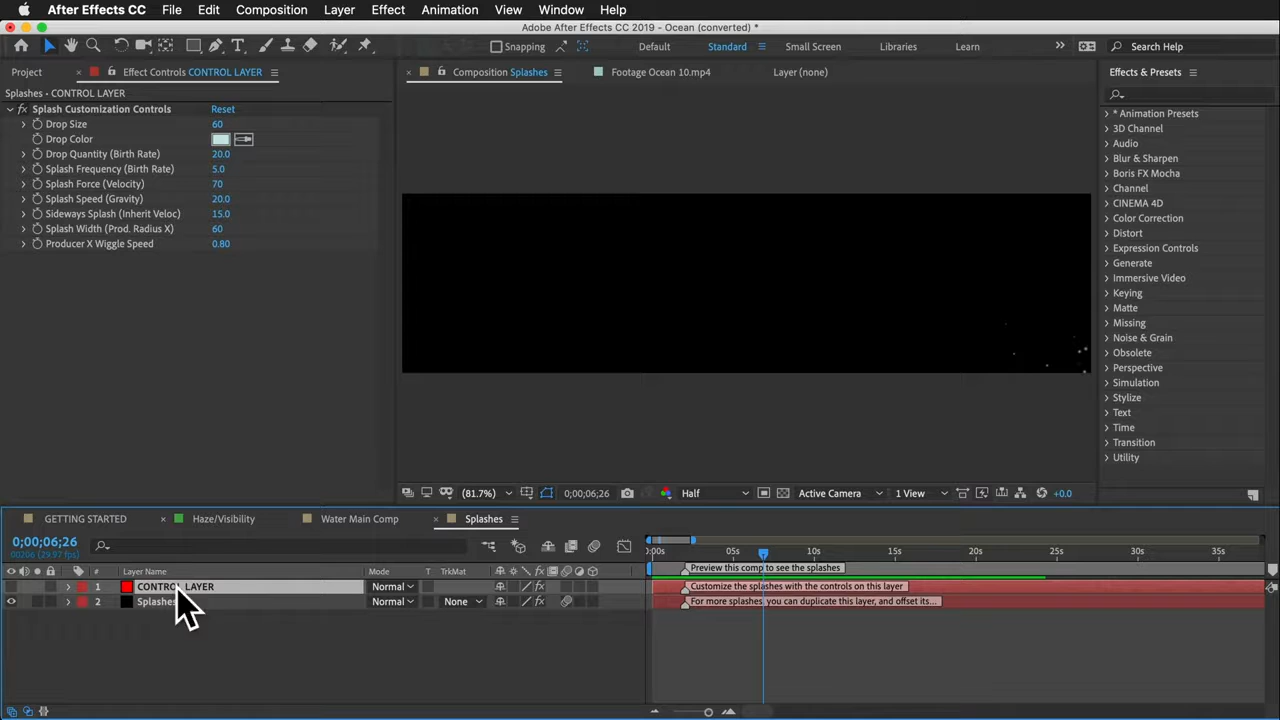 After Effects CC File Edit Composition Layer Effect Animation View Window Help
Adobe After Effects CC 2019 - Ocean (converted) *
Snapping Default Standard Small Screen Libraries Learn Search Help
Project Effect Controls CONTROL LAYER Composition Splashes Footage Ocean 10.mp4 Layer (none) Effects & Presets
Splashes • CONTROL LAYER
fx Splash Customization Controls Reset
Drop Size 60
Drop Color
Drop Quantity (Birth Rate) 20.0
Splash Frequency (Birth Rate) 5.0
Splash Force (Velocity) 70
Splash Speed (Gravity) 20.0
Sideways Splash (Inherit Veloc) 15.0
Splash Width (Prod. Radius X) 60
Producer X Wiggle Speed 0.80
* Animation Presets
3D Channel
Audio
Blur & Sharpen
Boris FX Mocha
Channel
CINEMA 4D
Color Correction
Distort
Expression Controls
Generate
Immersive Video
Keying
Matte
Missing
Noise & Grain
Obsolete
Perspective
Simulation
Stylize
Text
Time
Transition
Utility
(81.7%) 0;00;06;26 Half Active Camera 1 View +0.0
GETTING STARTED Haze/Visibility Water Main Comp Splashes
0;00;06;26
00206 (29.97 fps)
0:00s 05s 10s 15s 20s 25s 30s 35s
Preview this comp to see the splashes
# Layer Name Mode T TrkMat
1 CONTROL LAYER Normal
Customize the splashes with the controls on this layer
2 Splashes Normal None
For more splashes, you can duplicate this layer, and offset its...